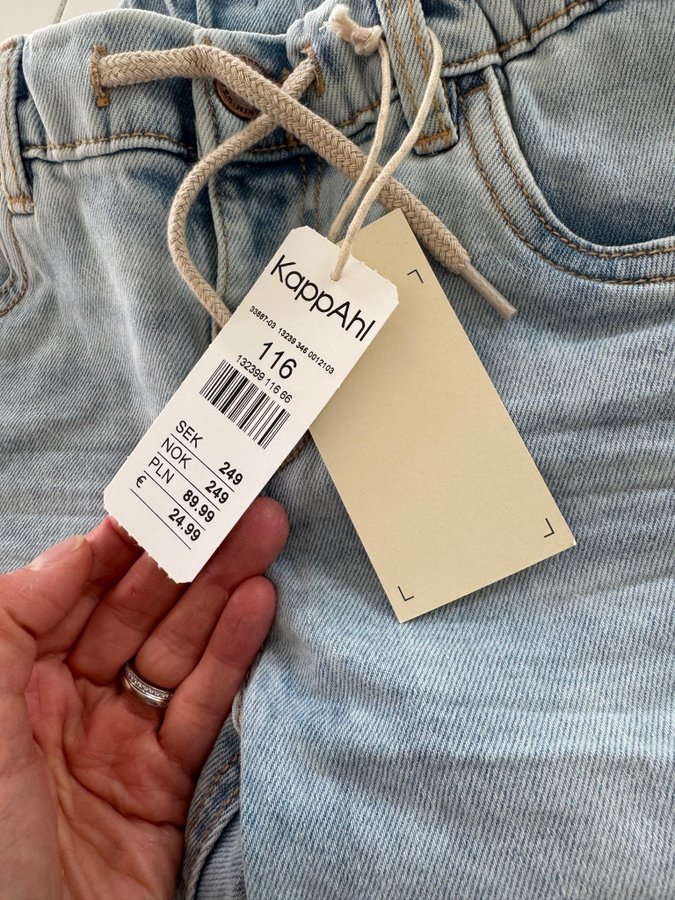 KappAhl
33887-03 13239 346 0012103
116
132399 116 66
SEK 249
NOK 249
PLN 89.99
€ 24.99